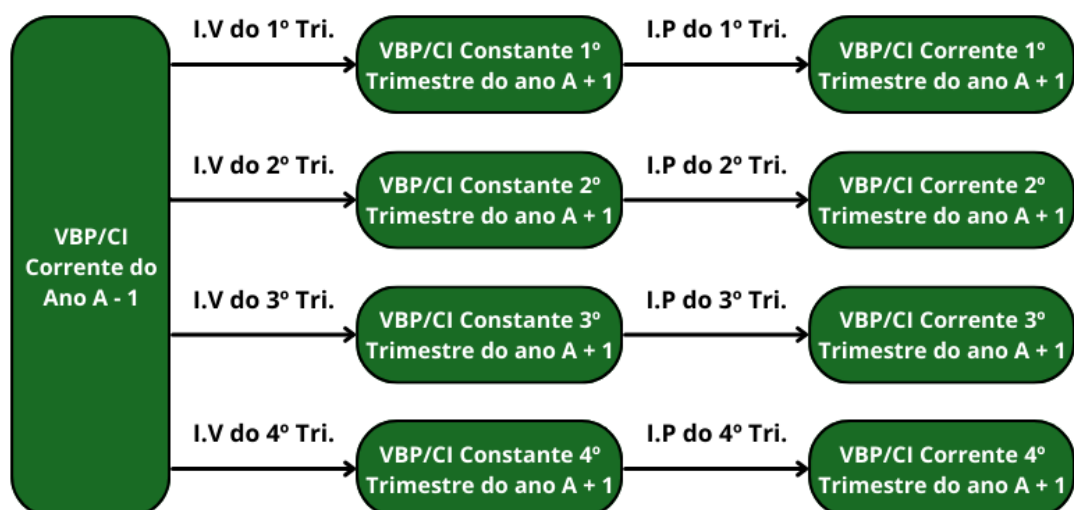 I.V do 1º Tri.
I.P do 1º Tri.
VBP/CI Constante 1º
Trimestre do ano A + 1
VBP/CI Corrente 1º
Trimestre do ano A + 1
I.V do 2º Tri.
I.P do 2º Tri.
VBP/CI Constante 2º
Trimestre do ano A + 1
VBP/CI Corrente 2º
Trimestre do ano A + 1
VBP/CI
Corrente do
Ano A - 1
I.V do 3º Tri.
I.P do 3º Tri.
VBP/CI Constante 3º
Trimestre do ano A + 1
VBP/CI Corrente 3º
Trimestre do ano A + 1
I.V do 4º Tri.
I.P do 4º Tri.
VBP/CI Constante 4º
Trimestre do ano A + 1
VBP/CI Corrente 4º
Trimestre do ano A + 1